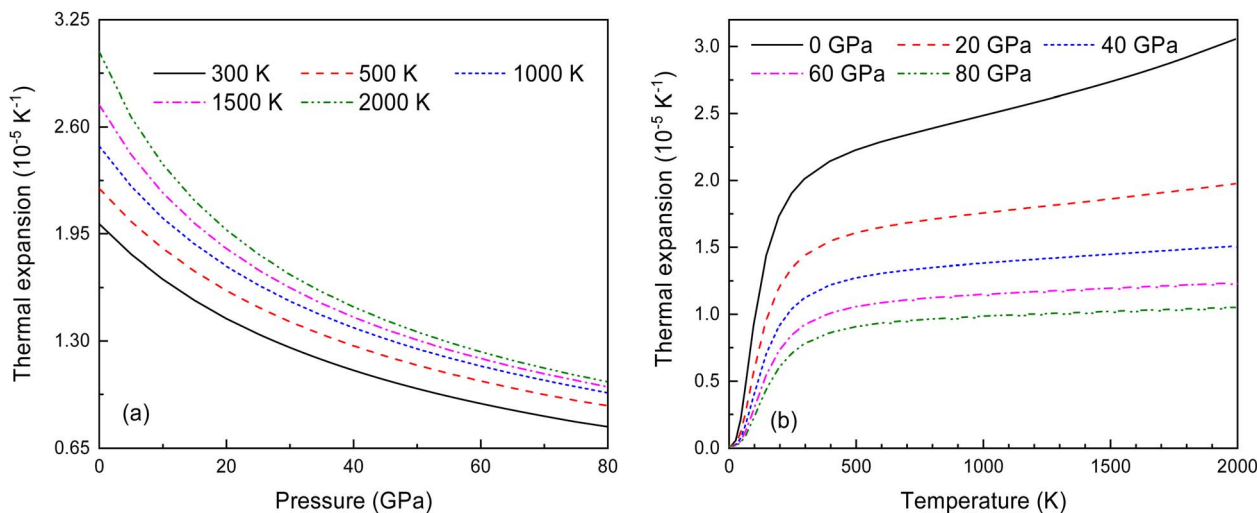 3.25
2.60
1.95
1.30
0.65
Thermal expansion (10⁻⁵ K⁻¹)
300 K 500 K 1000 K
1500 K 2000 K
(a)
0 20 40 60 80
Pressure (GPa)
3.0
2.5
2.0
1.5
1.0
0.5
0.0
Thermal expansion (10⁻⁵ K⁻¹)
0 GPa 20 GPa 40 GPa
60 GPa 80 GPa
(b)
0 500 1000 1500 2000
Temperature (K)